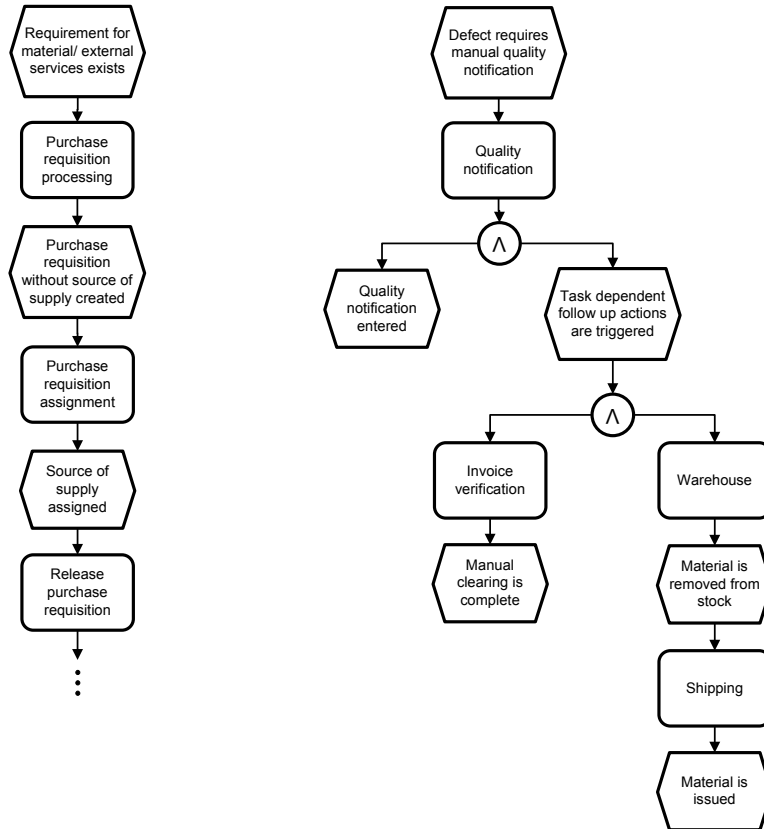 Requirement for
material/ external
services exists
Purchase
requisition
processing
Purchase
requisition
without source of
supply created
Purchase
requisition
assignment
Source of
supply
assigned
Release
purchase
requisition
Defect requires
manual quality
notification
Quality
notification
Λ
Quality
notification
entered
Task dependent
follow up actions
are triggered
Λ
Invoice
verification
Manual
clearing is
complete
Warehouse
Material is
removed from
stock
Shipping
Material is
issued